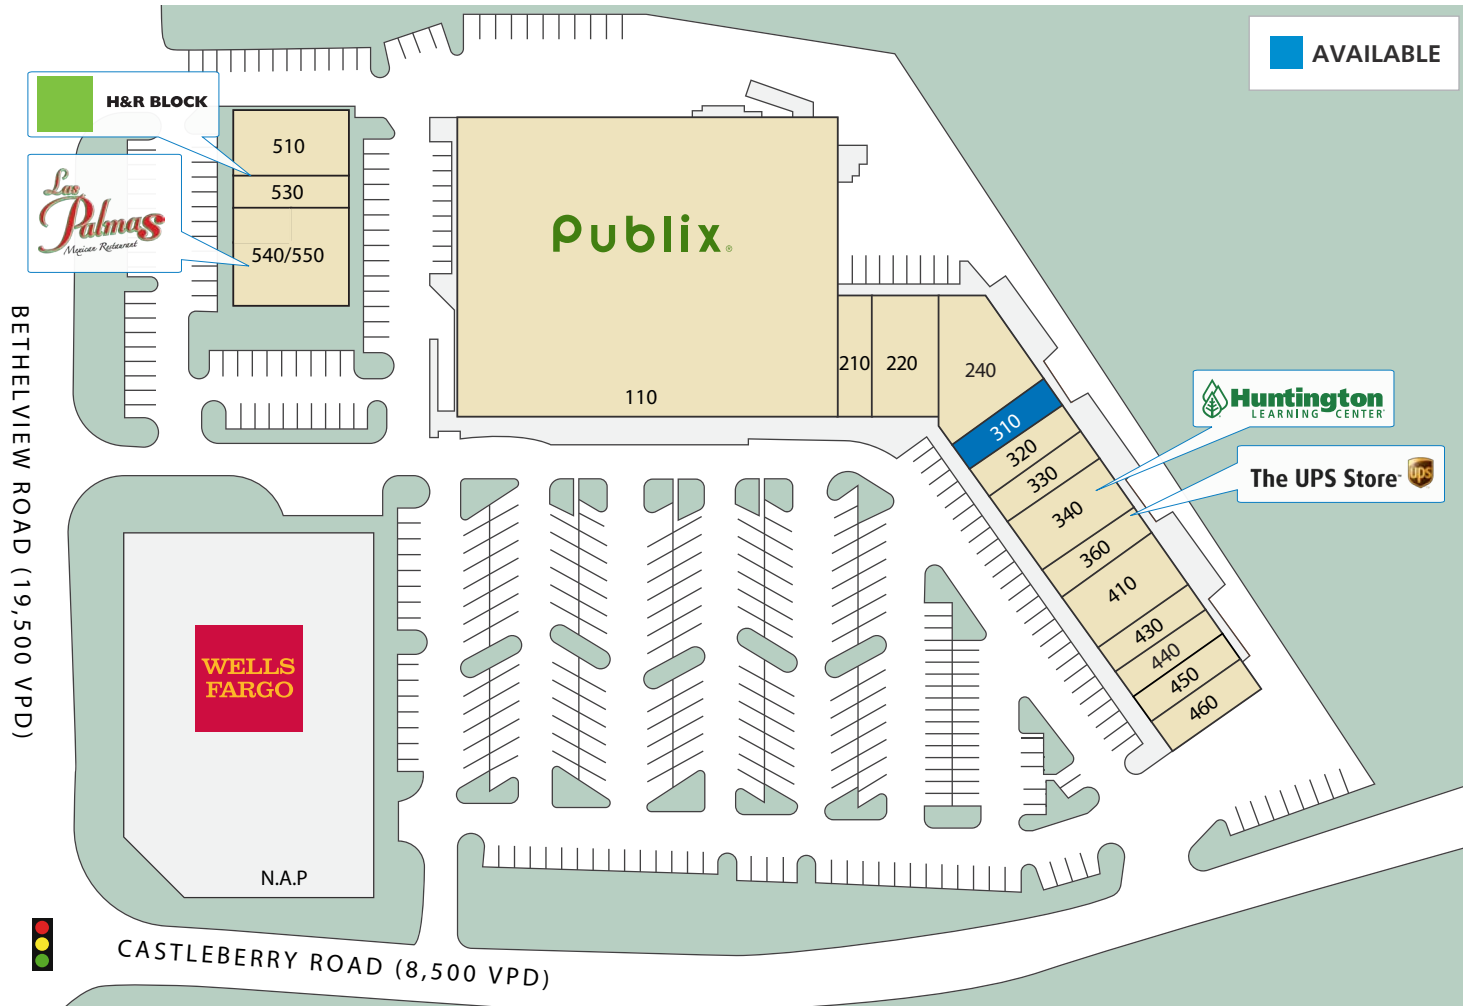 AVAILABLE
H&R BLOCK
Las
Palmas
Mexican Restaurant
510
530
540/550
Publix
110
210
220
240
310
320
330
340
360
410
430
440
450
460
Huntington
LEARNING CENTER
The UPS Store
ups
BETHELVIEW ROAD (19,500 VPD)
WELLS
FARGO
N.A.P
CASTLEBERRY ROAD (8,500 VPD)